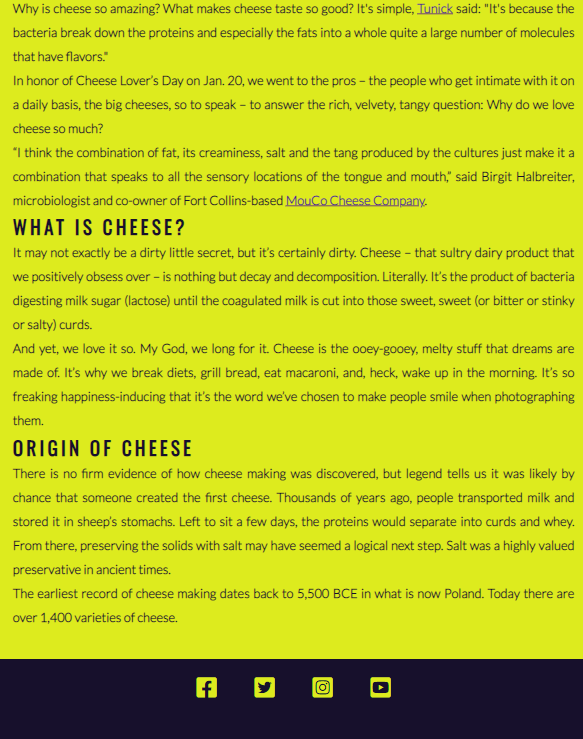 Why is cheese so amazing? What makes cheese taste so good? It's simple, Tunick said: "It's because the
bacteria break down the proteins and especially the fats into a whole quite a large number of molecules
that have flavors."
In honor of Cheese Lover's Day on Jan. 20, we went to the pros – the people who get intimate with it on
a daily basis, the big cheeses, so to speak – to answer the rich, velvety, tangy question: Why do we love
cheese so much?
"I think the combination of fat, its creaminess, salt and the tang produced by the cultures just make it a
combination that speaks to all the sensory locations of the tongue and mouth," said Birgit Halbreiter,
microbiologist and co-owner of Fort Collins-based MouCo Cheese Company.
WHAT IS CHEESE?
It may not exactly be a dirty little secret, but it's certainly dirty. Cheese – that sultry dairy product that
we positively obsess over – is nothing but decay and decomposition. Literally. It's the product of bacteria
digesting milk sugar (lactose) until the coagulated milk is cut into those sweet, sweet (or bitter or stinky
or salty) curds.
And yet, we love it so. My God, we long for it. Cheese is the ooey-gooey, melty stuff that dreams are
made of. It's why we break diets, grill bread, eat macaroni, and, heck, wake up in the morning. It's so
freaking happiness-inducing that it's the word we've chosen to make people smile when photographing
them.
ORIGIN OF CHEESE
There is no firm evidence of how cheese making was discovered, but legend tells us it was likely by
chance that someone created the first cheese. Thousands of years ago, people transported milk and
stored it in sheep's stomachs. Left to sit a few days, the proteins would separate into curds and whey.
From there, preserving the solids with salt may have seemed a logical next step. Salt was a highly valued
preservative in ancient times.
The earliest record of cheese making dates back to 5,500 BCE in what is now Poland. Today there are
over 1,400 varieties of cheese.